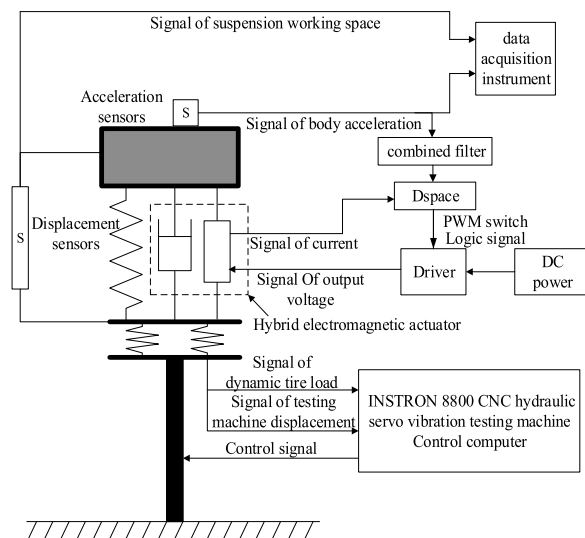 Signal of suspension working space
data
acquisition
instrument
Acceleration
sensors
S
Signal of body acceleration
combined filter
Dspace
PWM switch
Logic signal
S
Displacement
sensors
Signal of current
Driver
DC
power
Signal Of output
voltage
Hybrid electromagnetic actuator
Signal of
dynamic tire load
Signal of testing
machine displacement
INSTRON 8800 CNC hydraulic
servo vibration testing machine
Control computer
Control signal